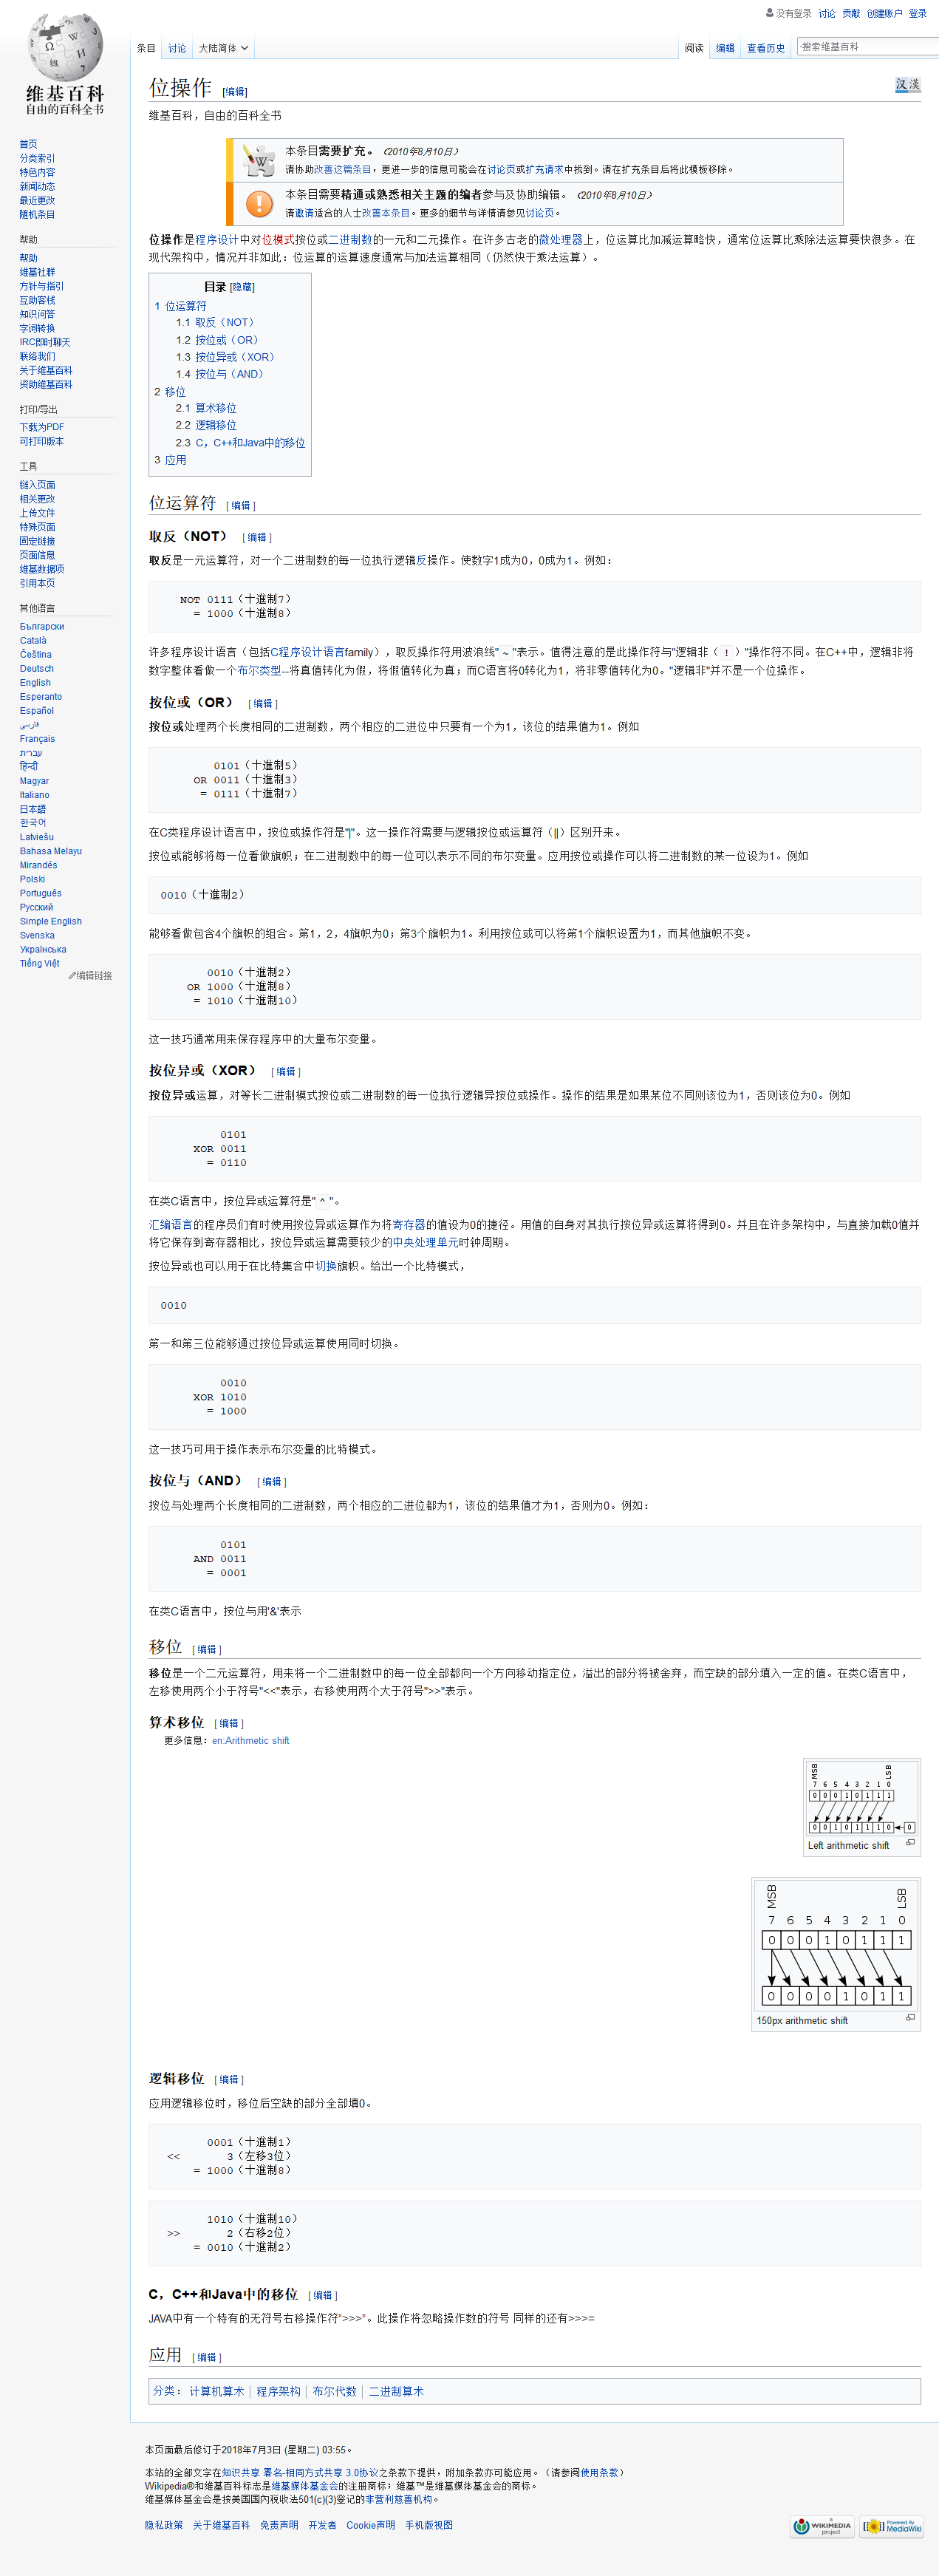 没有登录 讨论 贡献 创建账户 登录
条目 讨论 大陆简体 阅读 编辑 查看历史 搜索维基百科
维基百科
自由的百科全书
首页
分类索引
特色内容
新闻动态
最近更改
随机条目
帮助
帮助
维基社群
方针与指引
互助客栈
知识问答
字词转换
IRC即时聊天
联络我们
关于维基百科
资助维基百科
打印/导出
下载为PDF
可打印版本
工具
链入页面
相关更改
上传文件
特殊页面
固定链接
页面信息
维基数据项
引用本页
其他语言
Български
Català
Čeština
Deutsch
English
Esperanto
Español
فارسی
Français
עברית
हिन्दी
Magyar
Italiano
日本語
한국어
Latviešu
Bahasa Melayu
Mirandés
Polski
Português
Русский
Simple English
Svenska
Українська
Tiếng Việt
编辑链接
位操作 [编辑]
汉 漢
维基百科，自由的百科全书
本条目需要扩充。 （2010年8月10日）
请协助改善这篇条目，更进一步的信息可能会在讨论页或扩充请求中找到。请在扩充条目后将此模板移除。
本条目需要精通或熟悉相关主题的编者参与及协助编辑。 （2010年8月10日）
请邀请适合的人士改善本条目。更多的细节与详情请参见讨论页。
位操作是程序设计中对位模式按位或二进制数的一元和二元操作。在许多古老的微处理器上，位运算比加减运算略快，通常位运算比乘除法运算要快很多。在
现代架构中，情况并非如此：位运算的运算速度通常与加法运算相同（仍然快于乘法运算）。
目录 [隐藏]
1 位运算符
1.1 取反（NOT）
1.2 按位或（OR）
1.3 按位异或（XOR）
1.4 按位与（AND）
2 移位
2.1 算术移位
2.2 逻辑移位
2.3 C，C++和Java中的移位
3 应用
位运算符 [ 编辑 ]
取反（NOT） [ 编辑 ]
取反是一元运算符，对一个二进制数的每一位执行逻辑反操作。使数字1成为0，0成为1。例如：
NOT 0111（十進制7）
= 1000（十進制8）
许多程序设计语言（包括C程序设计语言family），取反操作符用波浪线"~"表示。值得注意的是此操作符与"逻辑非（!）"操作符不同。在C++中，逻辑非将
数字整体看做一个布尔类型--将真值转化为假，将假值转化为真；而C语言将0转化为1，将非零值转化为0。"逻辑非"并不是一个位操作。
按位或（OR） [ 编辑 ]
按位或处理两个长度相同的二进制数，两个相应的二进位中只要有一个为1，该位的结果值为1。例如
0101（十進制5）
OR 0011（十進制3）
= 0111（十進制7）
在C类程序设计语言中，按位或操作符是"|"。这一操作符需要与逻辑按位或运算符（||）区别开来。
按位或能够将每一位看做旗帜，在二进制数中的每一位可以表示不同的布尔变量。应用按位或操作可以将二进制数的某一位设为1。例如
0010（十進制2）
能够看做包含4个旗帜的组合。第1，2，4旗帜为0；第3个旗帜为1。利用按位或可以将第1个旗帜设置为1，而其他旗帜不变。
0010（十進制2）
OR 1000（十進制8）
= 1010（十進制10）
这一技巧通常用来保存程序中的大量布尔变量。
按位异或（XOR） [ 编辑 ]
按位异或运算，对等长二进制模式按位或二进制数的每一位执行逻辑异按位或操作。操作的结果是如果某位不同则该位为1，否则该位为0。例如
0101
XOR 0011
= 0110
在类C语言中，按位异或运算符是"^"。
汇编语言的程序员们有时使用按位异或运算作为将寄存器的值设为0的捷径。用值的自身对其执行按位异或运算将得到0。并且在许多架构中，与直接加载0值并
将它保存到寄存器相比，按位异或运算需要较少的中央处理单元时钟周期。
按位异或也可以用于在比特集合中切换旗帜。给出一个比特模式，
0010
第一和第三位能够通过按位异或运算使用同时切换。
0010
XOR 1010
= 1000
这一技巧可用于操作表示布尔变量的比特模式。
按位与（AND） [ 编辑 ]
按位与处理两个长度相同的二进制数，两个相应的二进位都为1，该位的结果值才为1，否则为0。例如：
0101
AND 0011
= 0001
在类C语言中，按位与用'&'表示
移位 [ 编辑 ]
移位是一个二元运算符，用来将一个二进制数中的每一位全部都向一个方向移动指定位，溢出的部分将被舍弃，而空缺的部分填入一定的值。在类C语言中，
左移使用两个小于符号"<<"表示，右移使用两个大于符号">>"表示。
算术移位 [ 编辑 ]
更多信息：en:Arithmetic shift
MSB LSB
7 6 5 4 3 2 1 0
0 0 0 1 0 1 1 1
0 0 1 0 1 1 1 0 0
Left arithmetic shift
MSB LSB
7 6 5 4 3 2 1 0
0 0 0 1 0 1 1 1
0 0 0 0 1 0 1 1
150px arithmetic shift
逻辑移位 [ 编辑 ]
应用逻辑移位时，移位后空缺的部分全部填0。
0001（十進制1）
<< 3（左移3位）
= 1000（十進制8）
1010（十進制10）
>> 2（右移2位）
= 0010（十進制2）
C，C++和Java中的移位 [ 编辑 ]
JAVA中有一个特有的无符号右移操作符">>>"。此操作将忽略操作数的符号 同样的还有>>>=
应用 [ 编辑 ]
分类： 计算机算术 | 程序架构 | 布尔代数 | 二进制算术
本页面最后修订于2018年7月3日 (星期二) 03:55。
本站的全部文字在知识共享 署名-相同方式共享 3.0协议之条款下提供，附加条款亦可能应用。（请参阅使用条款）
Wikipedia®和维基百科标志是维基媒体基金会的注册商标；维基™是维基媒体基金会的商标。
维基媒体基金会是按美国国內税收法501(c)(3)登记的非营利慈善机构。
隐私政策 关于维基百科 免责声明 开发者 Cookie声明 手机版视图
a WIKIMEDIA project
Powered By MediaWiki